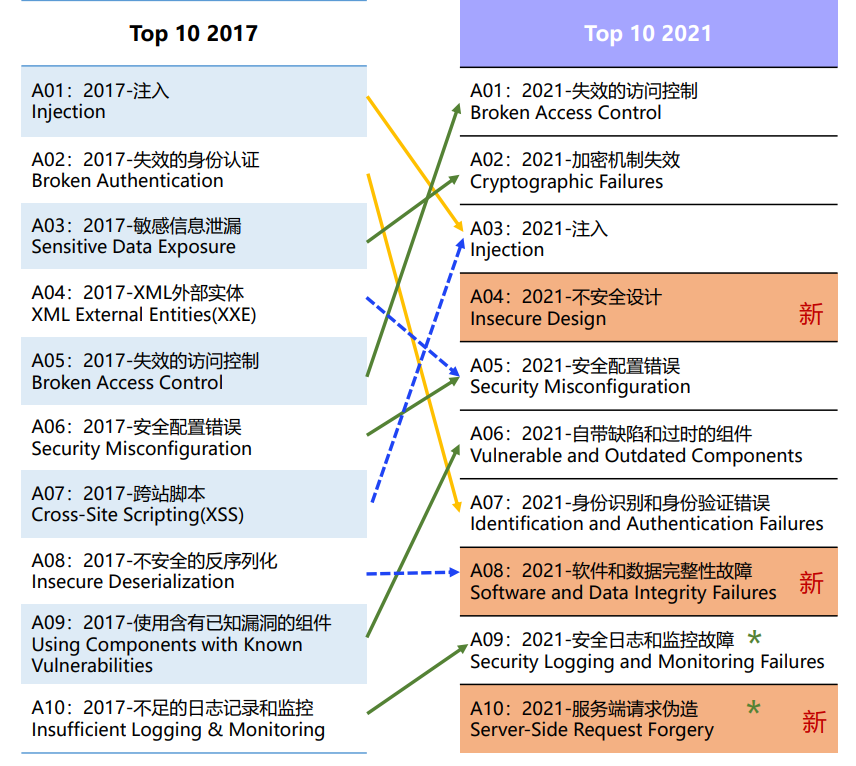 Top 10 2017
A01：2017-注入
Injection
A02：2017-失效的身份认证
Broken Authentication
A03：2017-敏感信息泄漏
Sensitive Data Exposure
A04：2017-XML外部实体
XML External Entities(XXE)
A05：2017-失效的访问控制
Broken Access Control
A06：2017-安全配置错误
Security Misconfiguration
A07：2017-跨站脚本
Cross-Site Scripting(XSS)
A08：2017-不安全的反序列化
Insecure Deserialization
A09：2017-使用含有已知漏洞的组件
Using Components with Known
Vulnerabilities
A10：2017-不足的日志记录和监控
Insufficient Logging & Monitoring
Top 10 2021
A01：2021-失效的访问控制
Broken Access Control
A02：2021-加密机制失效
Cryptographic Failures
A03：2021-注入
Injection
A04：2021-不安全设计
Insecure Design
新
A05：2021-安全配置错误
Security Misconfiguration
A06：2021-自带缺陷和过时的组件
Vulnerable and Outdated Components
A07：2021-身份识别和身份验证错误
Identification and Authentication Failures
A08：2021-软件和数据完整性故障
Software and Data Integrity Failures
新
A09：2021-安全日志和监控故障 *
Security Logging and Monitoring Failures
A10：2021-服务端请求伪造 *
Server-Side Request Forgery
新